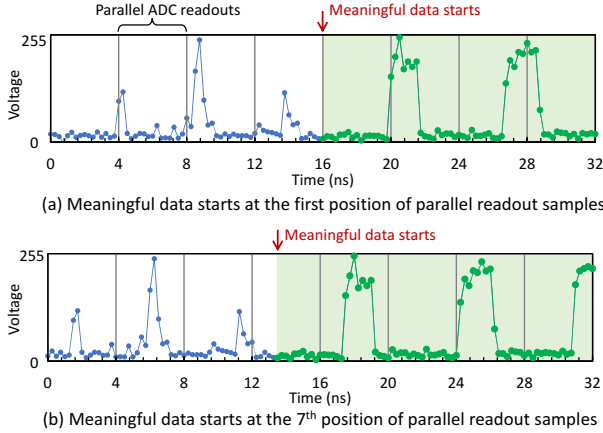 Parallel ADC readouts
Meaningful data starts
255
Voltage
0
0 4 8 12 16 20 24 28 32
Time (ns)
(a) Meaningful data starts at the first position of parallel readout samples
Meaningful data starts
255
Voltage
0
0 4 8 12 16 20 24 28 32
Time (ns)
(b) Meaningful data starts at the 7th position of parallel readout samples